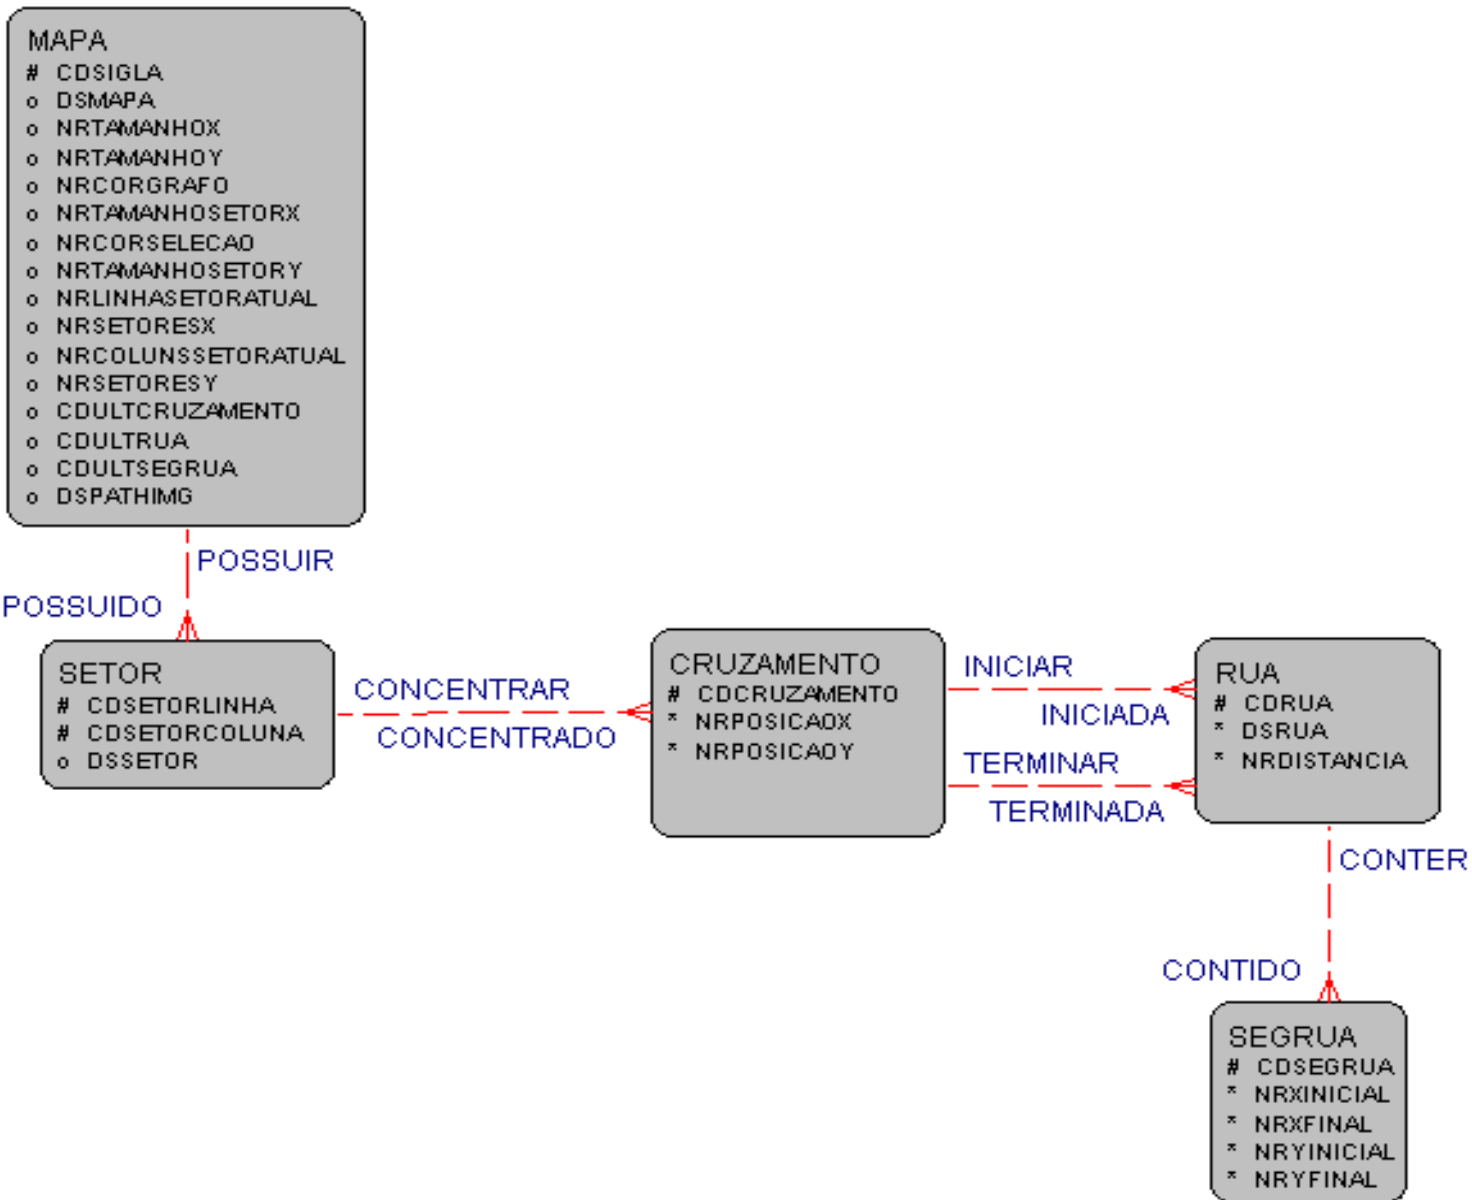 MAPA
# CDSIGLA
o DSMAPA
o NRTAMANHOX
o NRTAMANHOY
o NRCORGRAFO
o NRTAMANHOSETORX
o NRCORSELECAO
o NRTAMANHOSETORY
o NRLINHASETORATUAL
o NRSETORESX
o NRCOLUNSSETORATUAL
o NRSETORESY
o CDULTCRUZAMENTO
o CDULTRUA
o CDULTSEGRUA
o DSPATHIMG
POSSUIR
POSSUIDO
SETOR
# CDSETORLINHA
# CDSETORCOLUNA
o DSSETOR
CONCENTRAR
CONCENTRADO
CRUZAMENTO
# CDCRUZAMENTO
* NRPOSICAOX
* NRPOSICAOY
INICIAR
INICIADA
TERMINAR
TERMINADA
RUA
# CDRUA
* DSRUA
* NRDISTANCIA
CONTER
CONTIDO
SEGRUA
# CDSEGRUA
* NRXINICIAL
* NRXFINAL
* NRYINICIAL
* NRYFINAL